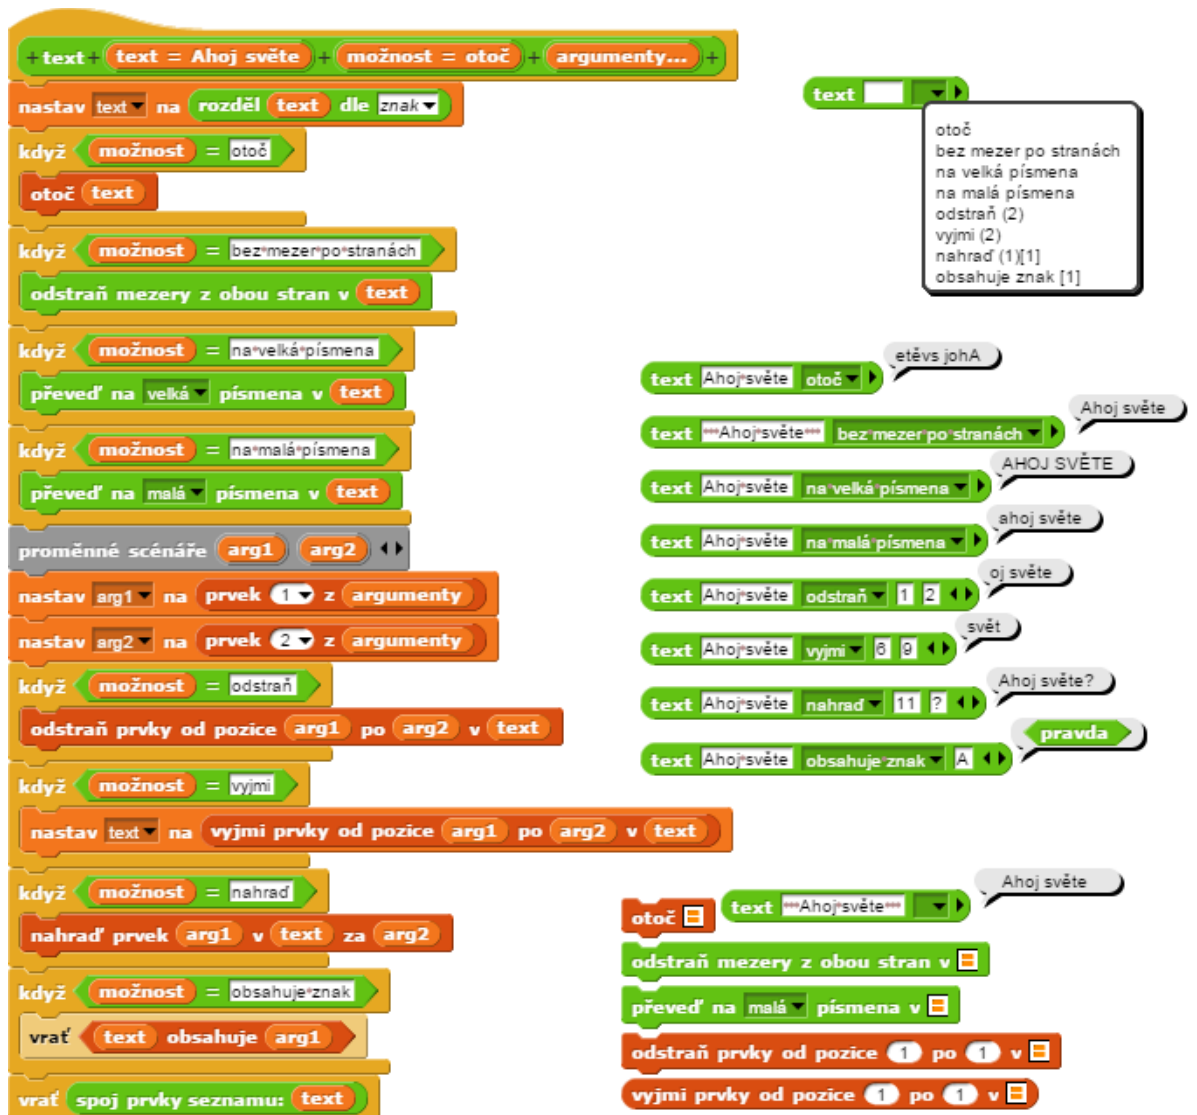 + text + text = Ahoj světe + možnost = otoč + argumenty... +
nastav text na rozděl text dle znak
když možnost = otoč
otoč text
když možnost = bez mezer po stranách
odstraň mezery z obou stran v text
když možnost = na velká písmena
převeď na velká písmena v text
když možnost = na malá písmena
převeď na malá písmena v text
proměnné scénáře arg1 arg2
nastav arg1 na prvek 1 z argumenty
nastav arg2 na prvek 2 z argumenty
když možnost = odstraň
odstraň prvky od pozice arg1 po arg2 v text
když možnost = vyjmi
nastav text na vyjmi prvky od pozice arg1 po arg2 v text
když možnost = nahraď
nahraď prvek arg1 v text za arg2
když možnost = obsahuje znak
vrať text obsahuje arg1
vrať spoj prvky seznamu: text
text
otoč
bez mezer po stranách
na velká písmena
na malá písmena
odstraň (2)
vyjmi (2)
nahraď (1)[1]
obsahuje znak [1]
text Ahoj světe otoč
etěvs johA
text Ahoj světe bez mezer po stranách
Ahoj světe
text Ahoj světe na velká písmena
AHOJ SVĚTE
text Ahoj světe na malá písmena
ahoj světe
text Ahoj světe odstraň 1 2
oj světe
text Ahoj světe vyjmi 6 9
svět
text Ahoj světe nahraď 11 ?
Ahoj světe?
text Ahoj světe obsahuje znak A
pravda
otoč
text Ahoj světe
Ahoj světe
odstraň mezery z obou stran v
převeď na malá písmena v
odstraň prvky od pozice 1 po 1 v
vyjmi prvky od pozice 1 po 1 v